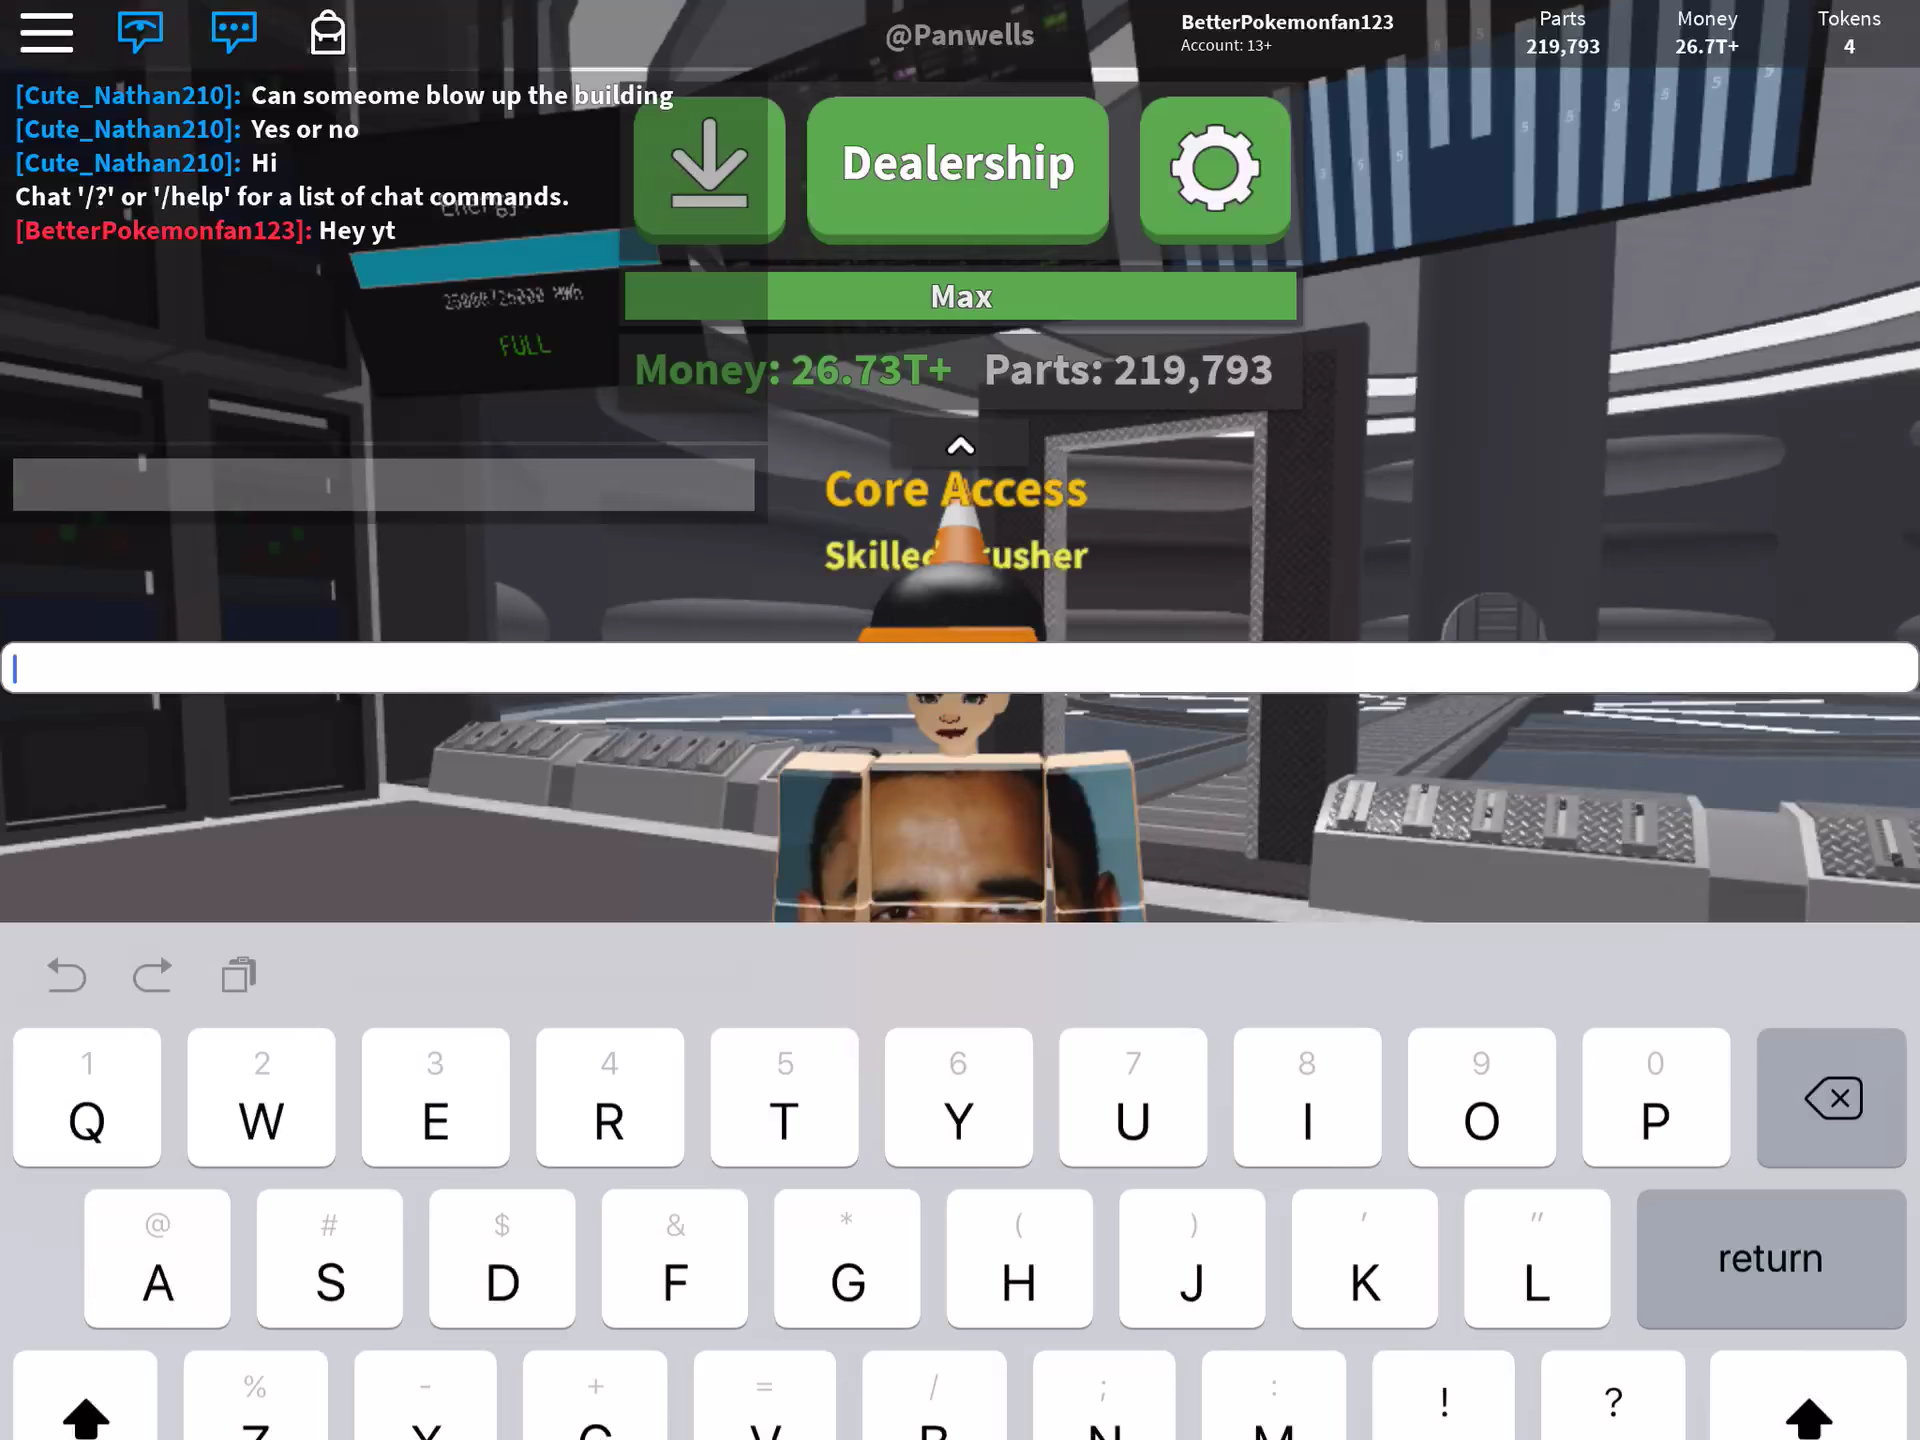 @Panwells
BetterPokemonfan123
Account: 13+
Parts
219,793
Money
26.7T+
Tokens
4
[Cute_Nathan210]: Can someome blow up the building
[Cute_Nathan210]: Yes or no
[Cute_Nathan210]: Hi
Chat '/?' or '/help' for a list of chat commands.
[BetterPokemonfan123]: Hey yt
Dealership
Energy
FULL
Max
Money: 26.73T+ Parts: 219,793
Core Access
Skilled Crusher
1 2 3 4 5 6 7 8 9 0
Q W E R T Y U I O P
@ # $ & * ( ) ' "
A S D F G H J K L return
% - + = / ; : ! ?
Z X C V B N M